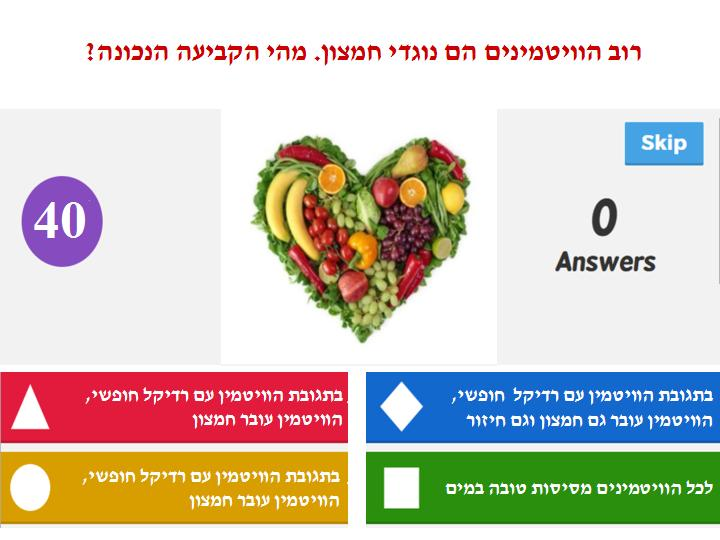 רוב הוויטמינים הם נוגדי חמצון. מהי הקביעה הנכונה?
Skip
40
0
Answers
בתגובת הוויטמין עם רדיקל חופשי,
הוויטמין עובר חמצון
בתגובת הוויטמין עם רדיקל חופשי,
הוויטמין עובר גם חמצון וגם חיזור
בתגובת הוויטמין עם רדיקל חופשי,
הוויטמין עובר חמצון
לכל הוויטמינים מסיסות טובה במים